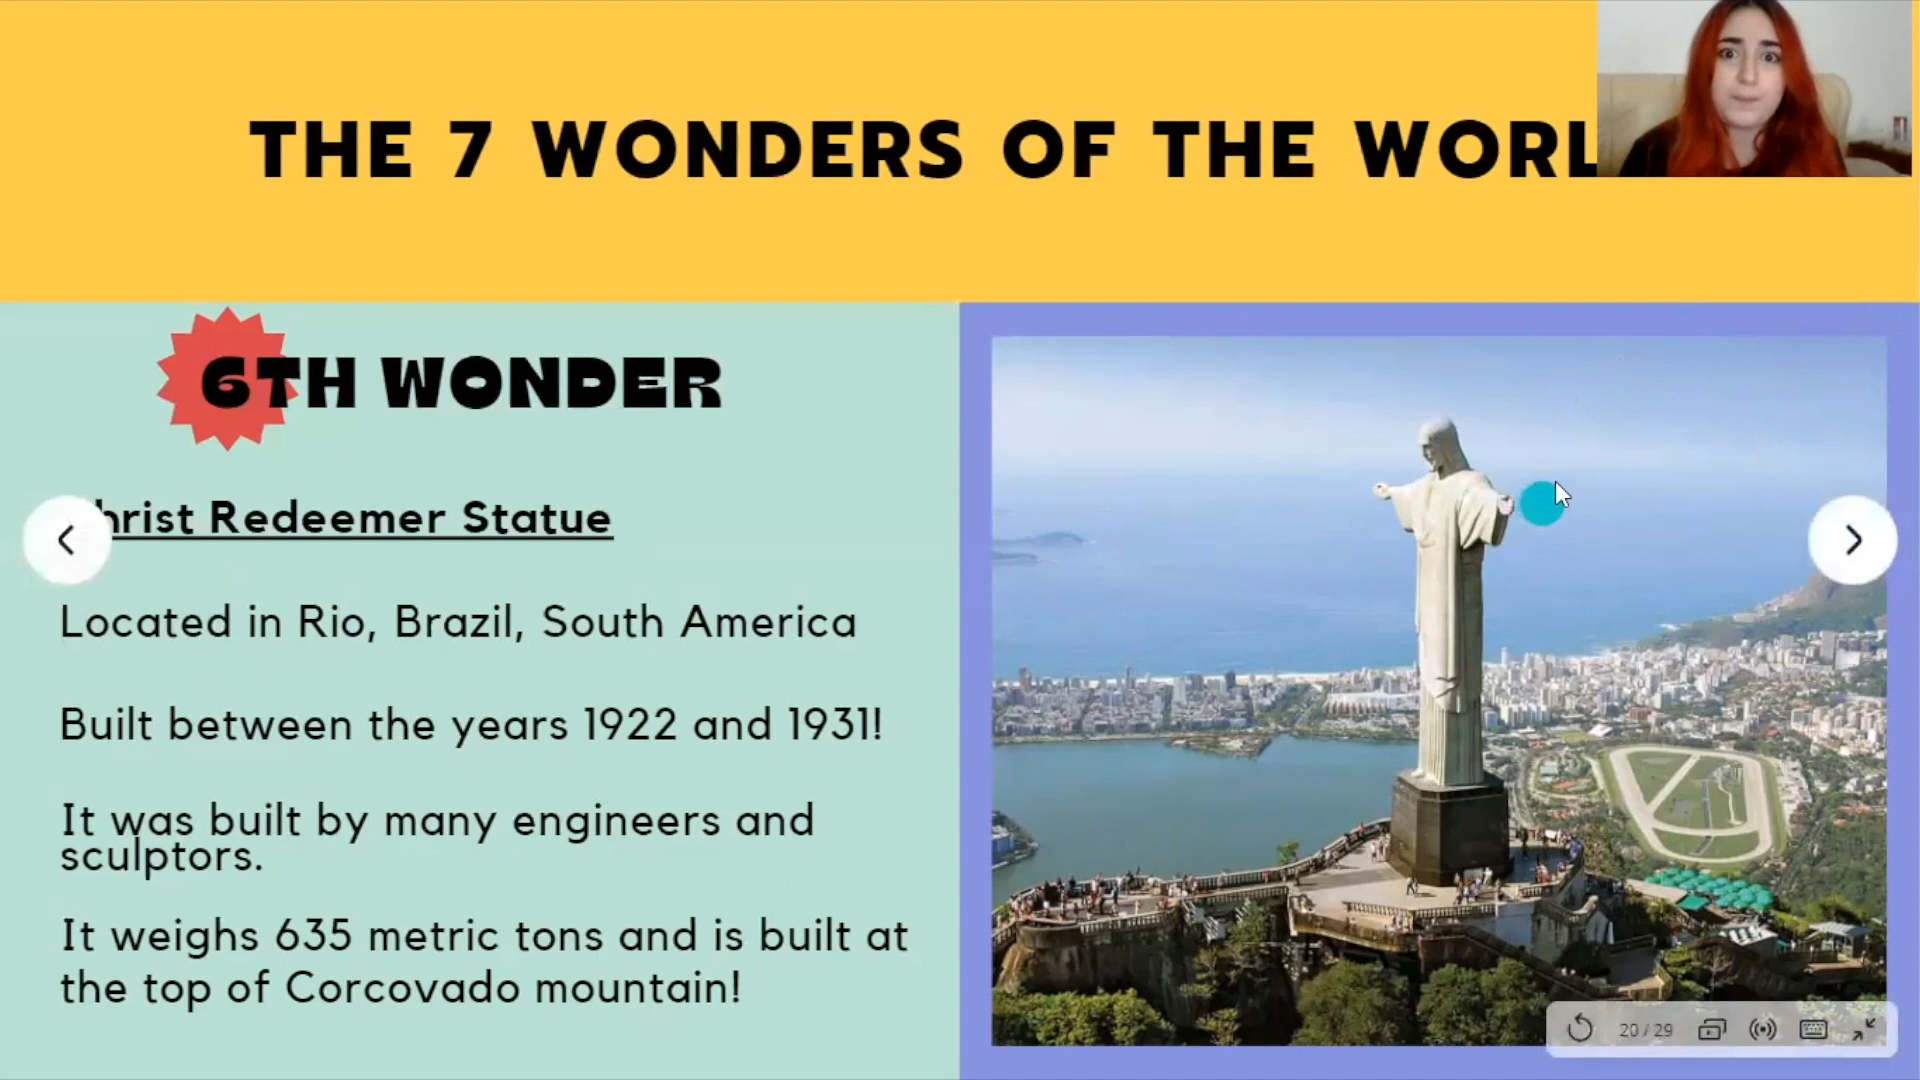 THE 7 WONDERS OF THE WORL
6TH WONDER
hrist Redeemer Statue
Located in Rio, Brazil, South America
Built between the years 1922 and 1931!
It was built by many engineers and
sculptors.
It weighs 635 metric tons and is built at
the top of Corcovado mountain!
20 / 29